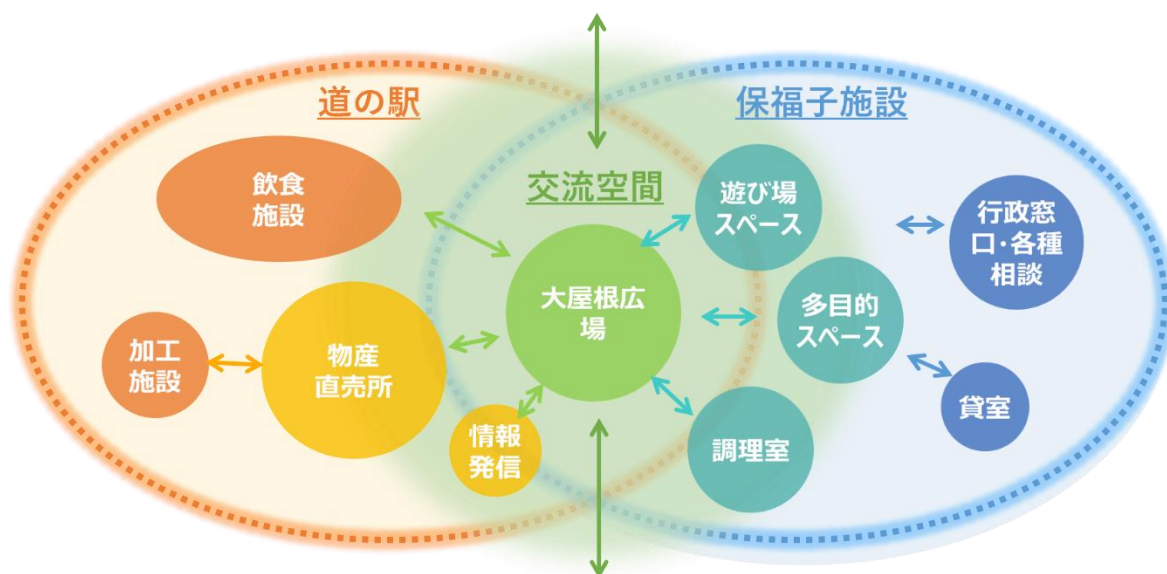 道の駅
保福子施設
交流空間
飲食
施設
遊び場
スペース
行政窓
口・各種
相談
大屋根広
場
多目的
スペース
加工
施設
物産
直売所
貸室
情報
発信
調理室